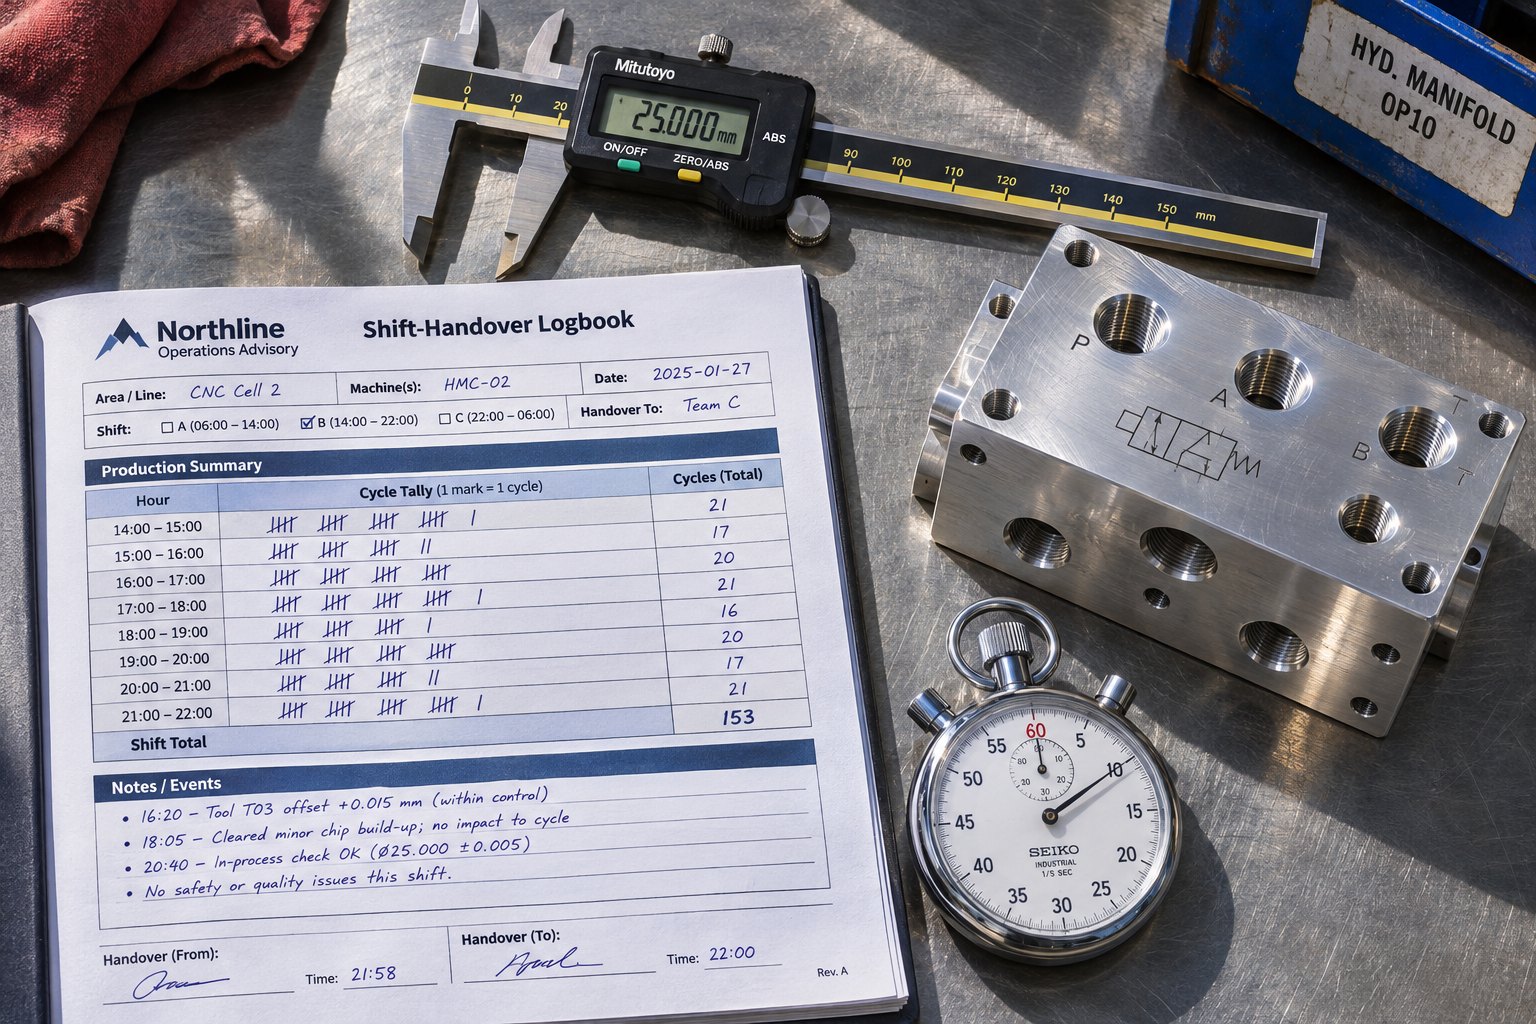 Mitutoyo
25.000 mm
ABS
ON/OFF
ZERO/ABS
0 10 20
90 100 110 120 130 140 150 mm
HYD. MANIFOLD
OP10
P
A
B
T
T
Northline
Operations Advisory
Shift-Handover Logbook
Area / Line: CNC Cell 2 Machine(s): HMC-02 Date: 2025-01-27
Shift: A (06:00 – 14:00) B (14:00 – 22:00) C (22:00 – 06:00) Handover To: Team C
Production Summary
Hour Cycle Tally (1 mark = 1 cycle) Cycles (Total)
14:00 – 15:00 21
15:00 – 16:00 17
16:00 – 17:00 20
17:00 – 18:00 21
18:00 – 19:00 16
19:00 – 20:00 20
20:00 – 21:00 17
21:00 – 22:00 21
Shift Total 153
Notes / Events
• 16:20 – Tool T03 offset +0.015 mm (within control)
• 18:05 – Cleared minor chip build-up; no impact to cycle
• 20:40 – In-process check OK (Ø25.000 ±0.005)
• No safety or quality issues this shift.
Handover (From): Time: 21:58
Handover (To): Time: 22:00
Rev. A
60
5
10
15
20
25
30
35
40
45
50
55
SEIKO
INDUSTRIAL
1/5 SEC